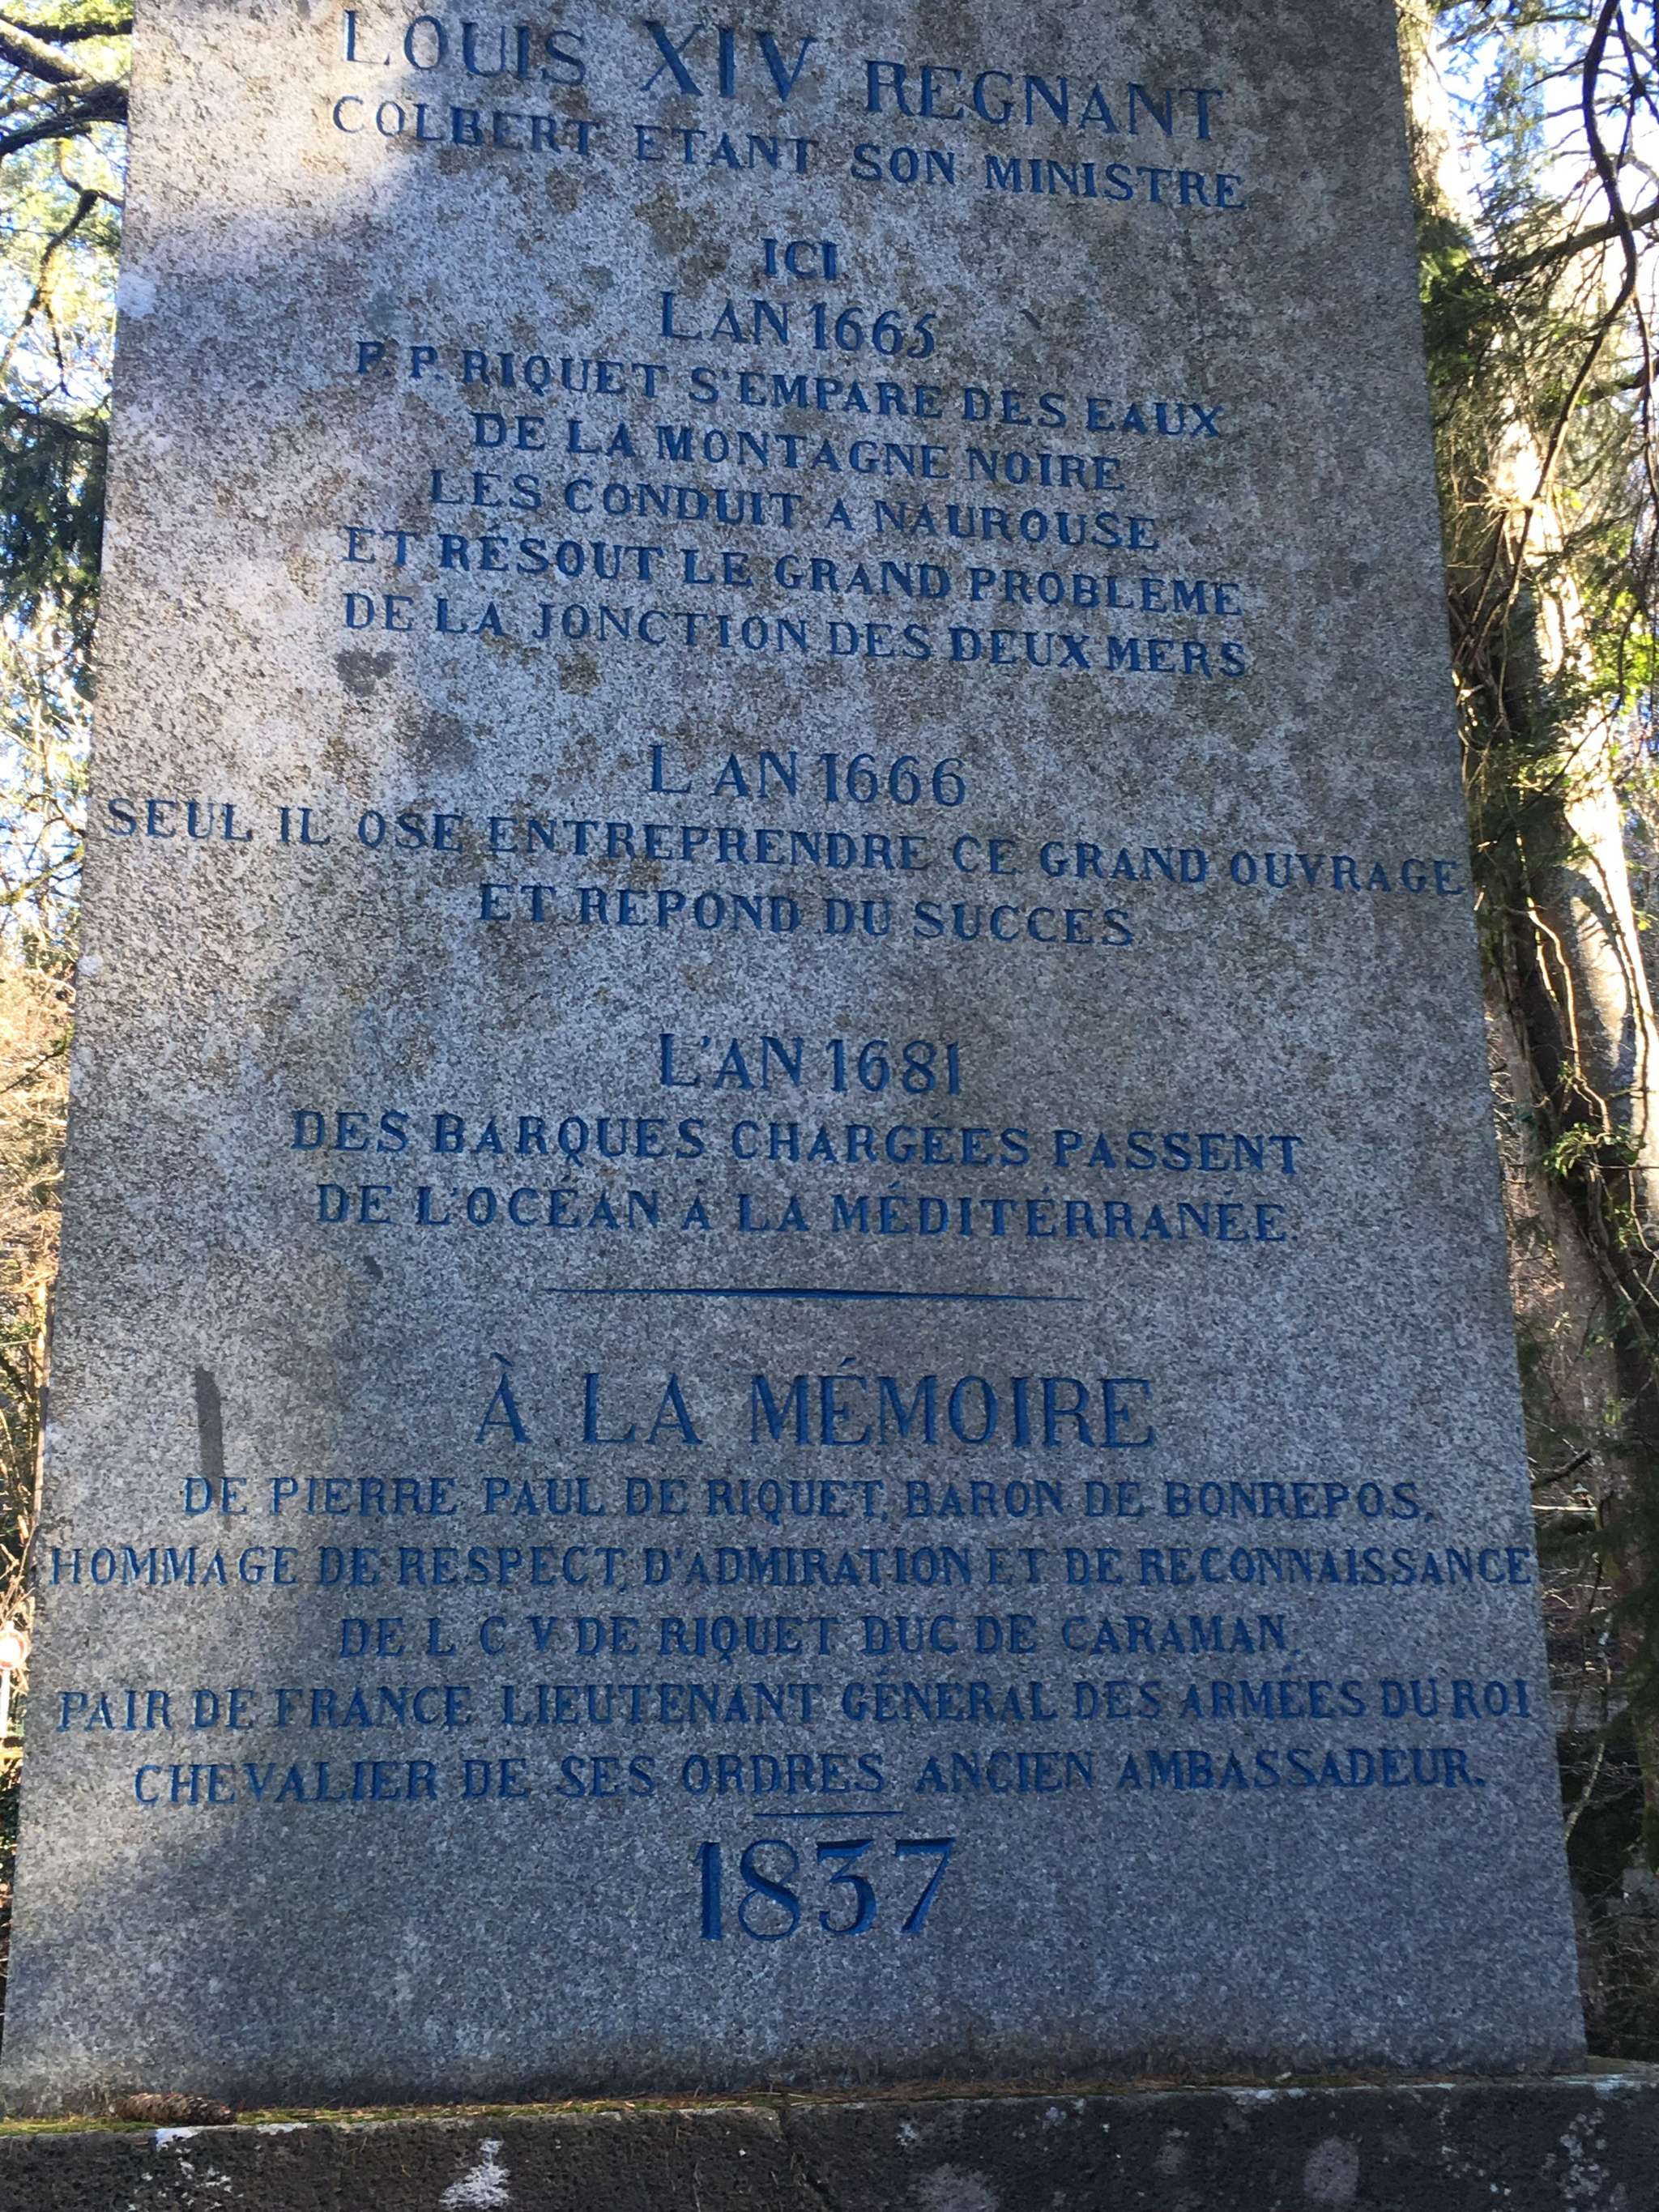 LOUIS XIV REGNANT
COLBERT ETANT SON MINISTRE
ICI
L AN 1665
P. P. RIQUET S'EMPARE DES EAUX
DE LA MONTAGNE NOIRE
LES CONDUIT A NAUROUSE
ET RÉSOUT LE GRAND PROBLEME
DE LA JONCTION DES DEUX MERS
L AN 1666
SEUL IL OSE ENTREPRENDRE CE GRAND OUVRAGE
ET REPOND DU SUCCES
L'AN 1681
DES BARQUES CHARGÉES PASSENT
DE L'OCÉAN À LA MÉDITÉRRANÉE.
À LA MÉMOIRE
DE PIERRE PAUL DE RIQUET, BARON DE BONREPOS,
HOMMAGE DE RESPECT, D'ADMIRATION ET DE RECONNAISSANCE
DE L C V DE RIQUET DUC DE CARAMAN,
PAIR DE FRANCE, LIEUTENANT GÉNÉRAL DES ARMÉES DU ROI
CHEVALIER DE SES ORDRES ANCIEN AMBASSADEUR.
1837